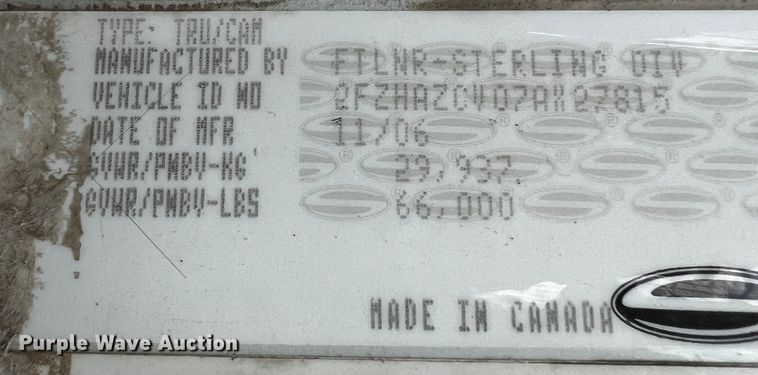 TYPE: TRU/CAM
MANUFACTURED BY FTLNR-STERLING DIV
VEHICLE ID NO 2FZHAZCV07AX27815
DATE OF MFR 11/06
GVWR/PNBV-KG 29,937
GVWR/PNBV-LBS 66,000
MADE IN CANADA
Purple Wave Auction